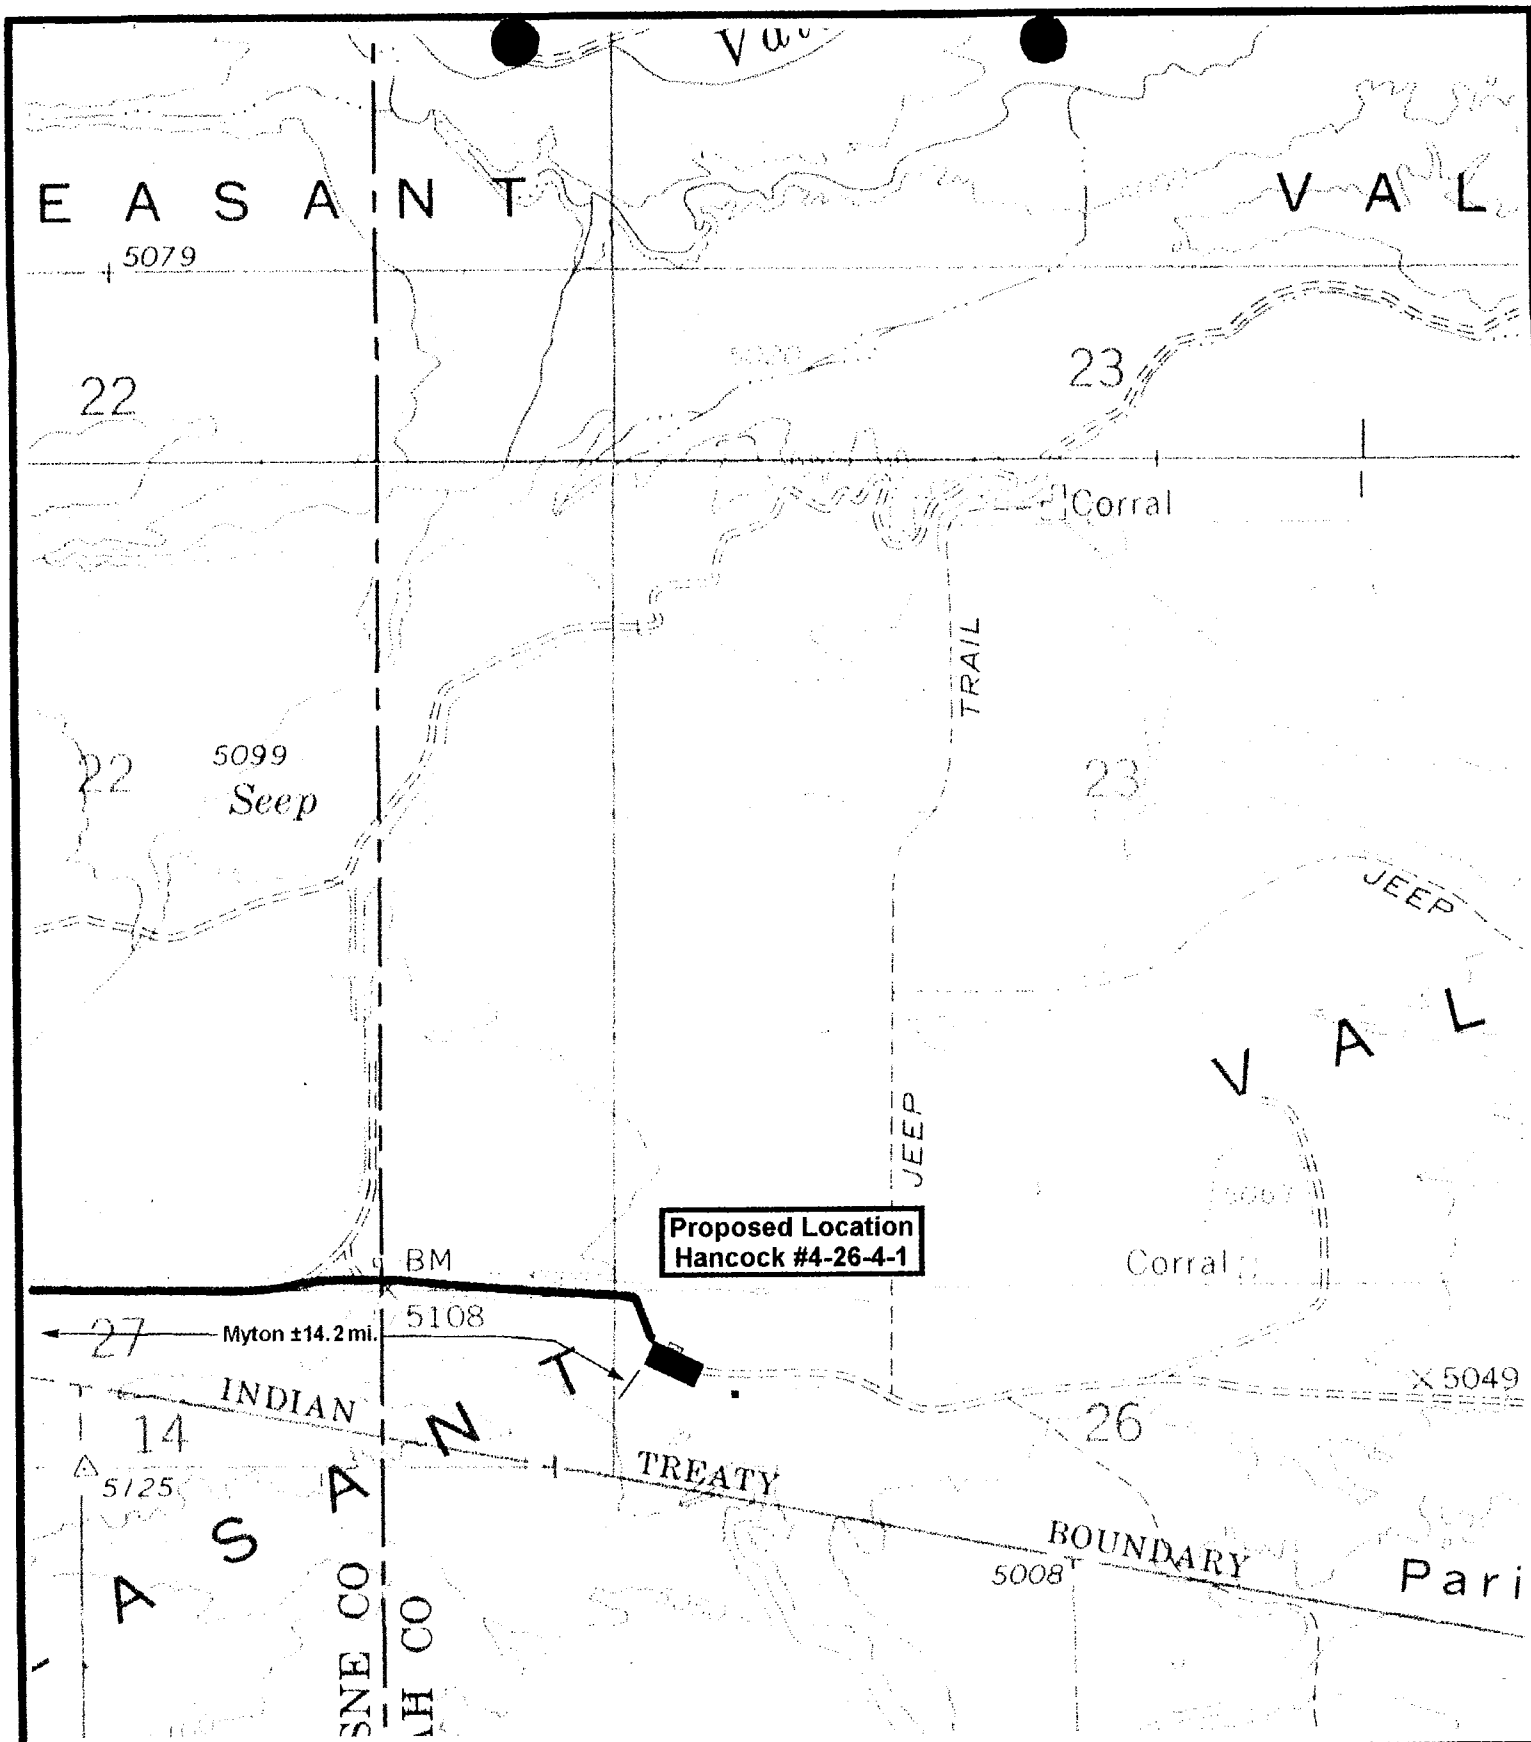 E A S A N T V A L
5079
22
23
Corral
TRAIL
5099
22
Seep
23
JEEP
V A L
JEEP
Proposed Location
Hancock #4-26-4-1
BM
Corral
5108
27
Myton ±14.2 mi.
A S A N T
INDIAN TREATY BOUNDARY
5049
14
26
5125
5008
Pari
SNE CO
AH CO